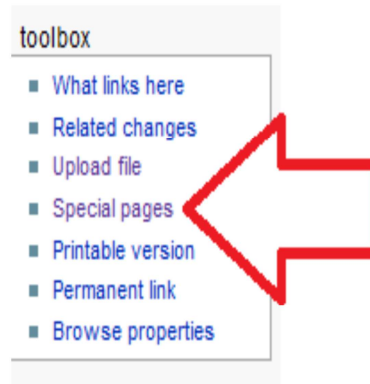 toolbox
What links here
Related changes
Upload file
Special pages
Printable version
Permanent link
Browse properties